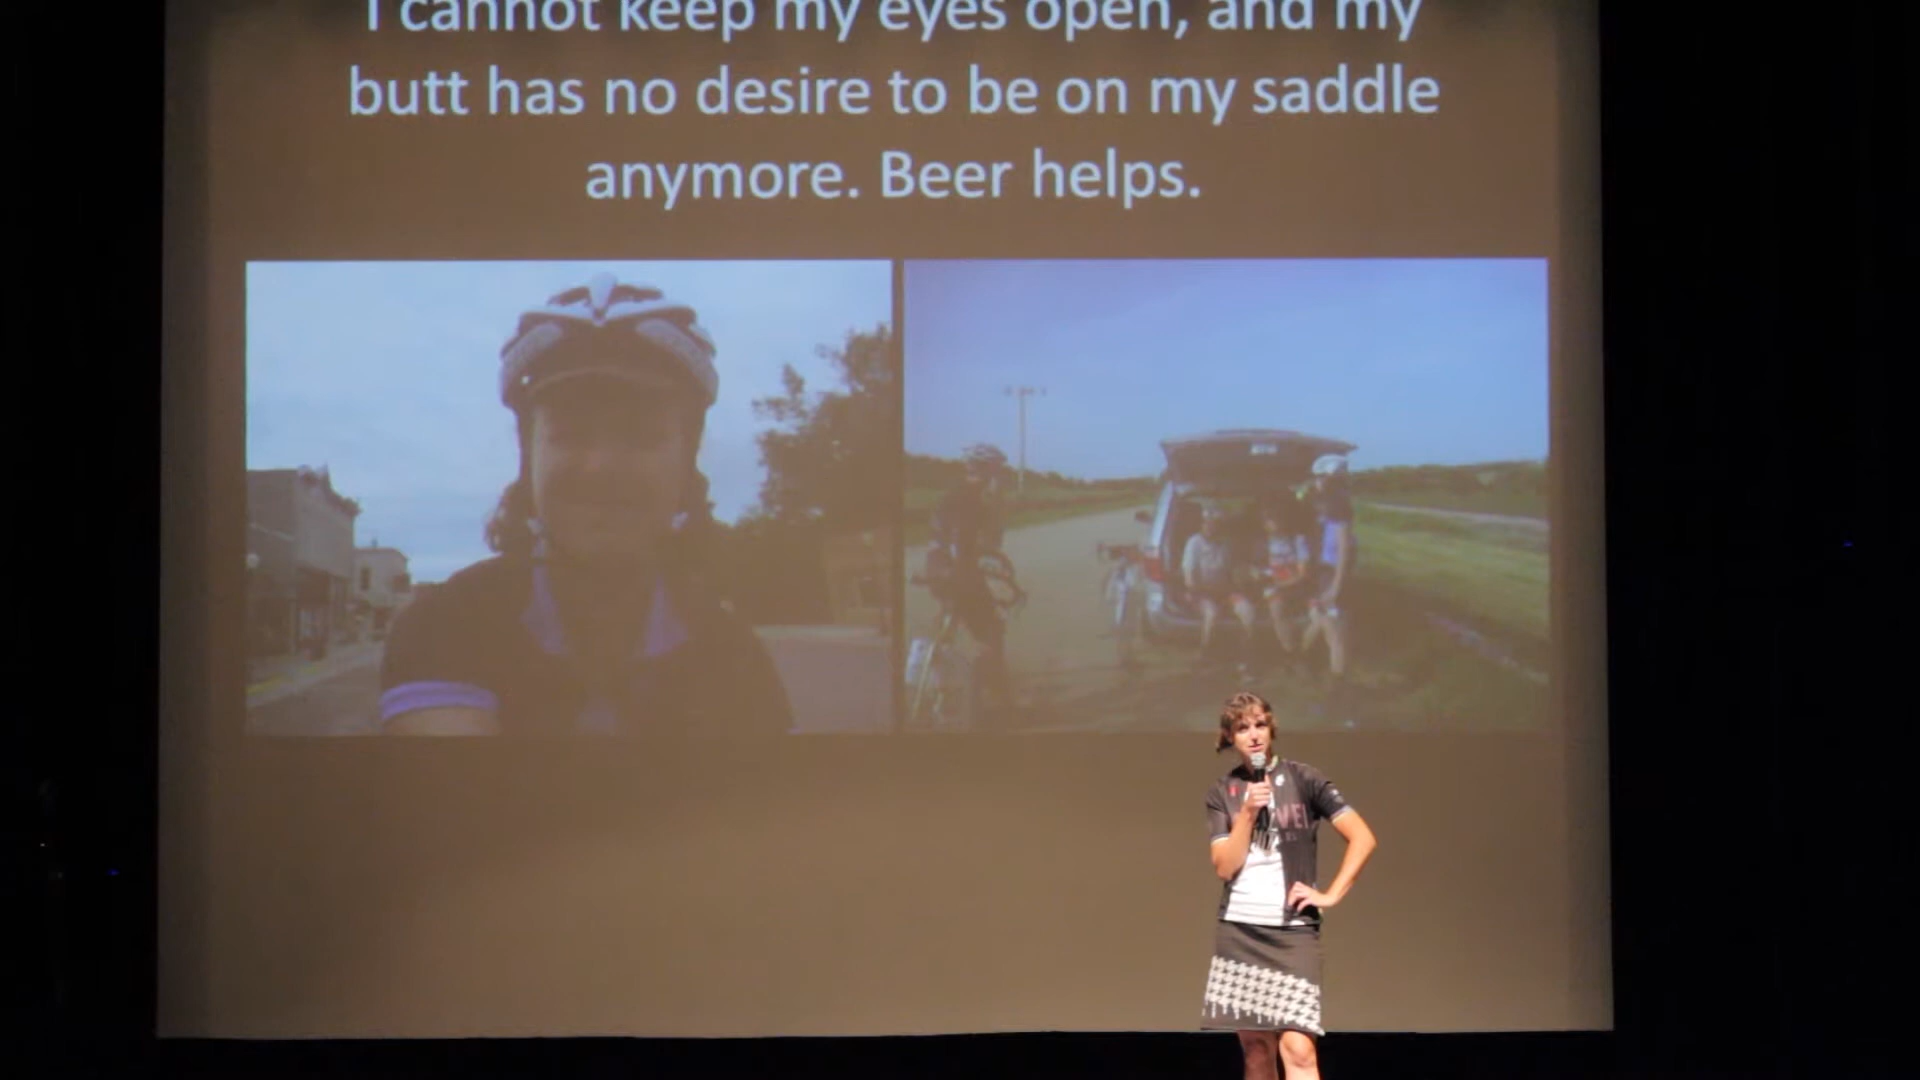 I cannot keep my eyes open, and my
butt has no desire to be on my saddle
anymore. Beer helps.